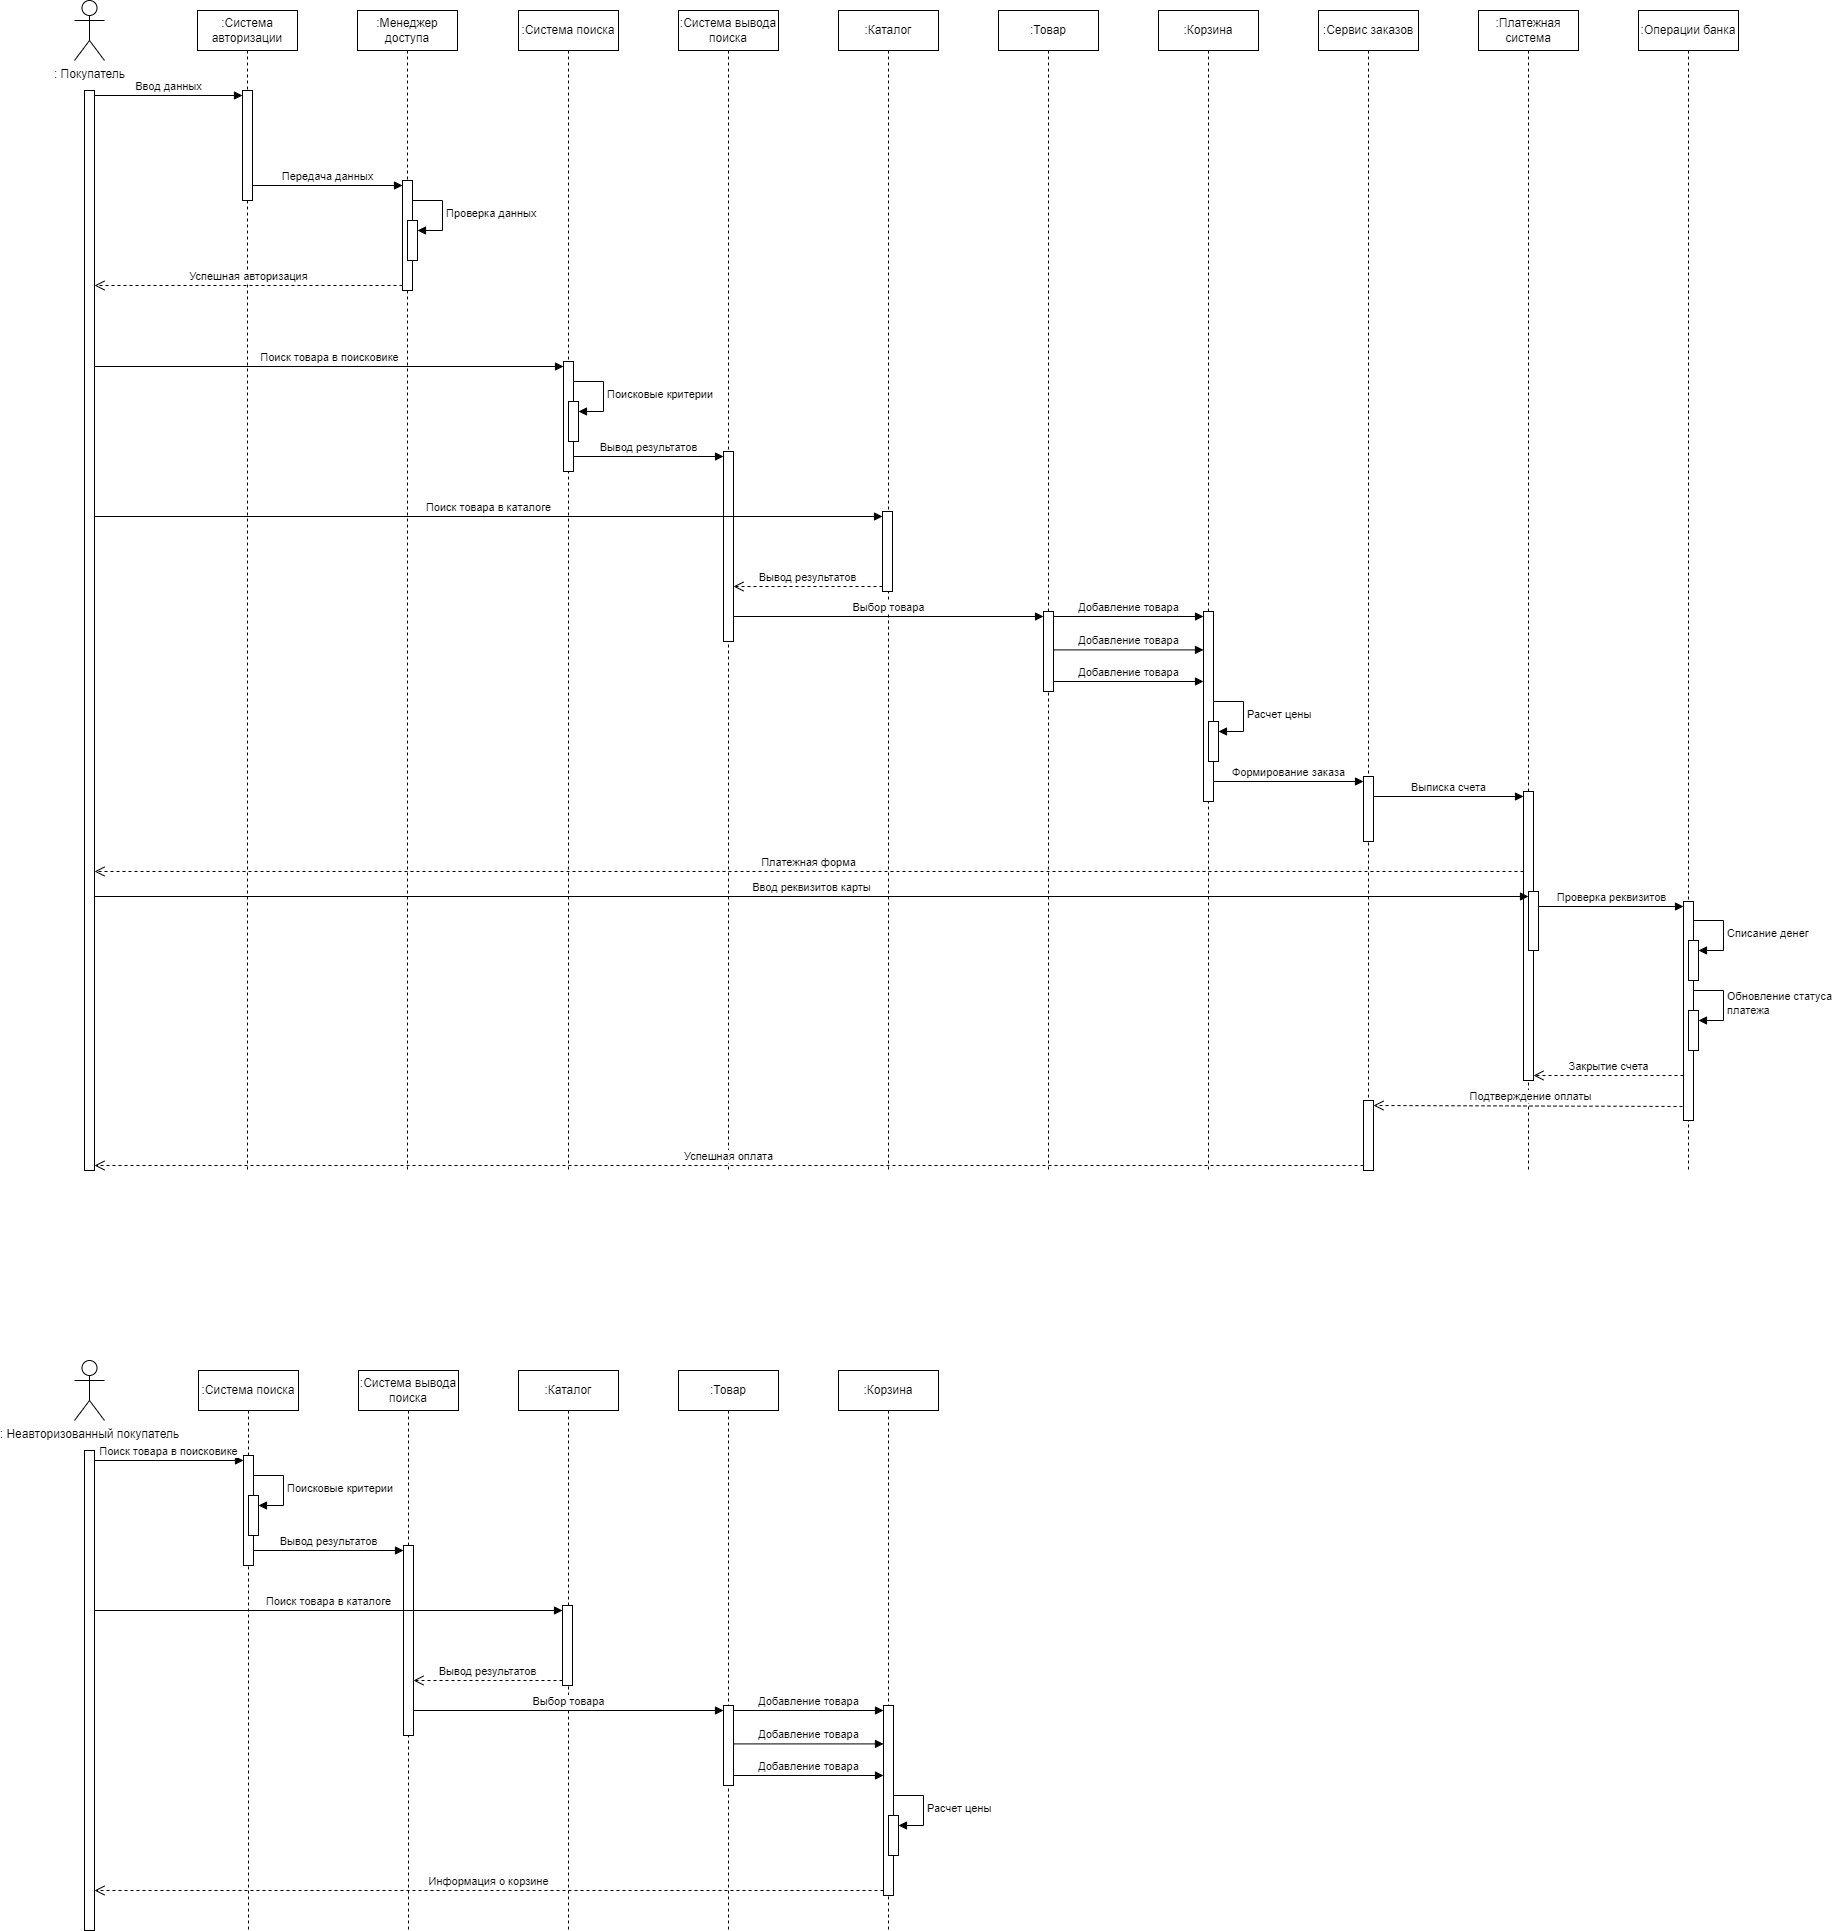 :Система
авторизации
:Менеджер
доступа
:Система поиска
:Система вывода
поиска
:Каталог
:Товар
:Корзина
:Сервис заказов
:Платежная
система
:Операции банка
: Покупатель
Ввод данных
Передача данных
Проверка данных
Успешная авторизация
Поиск товара в поисковике
Поисковые критерии
Вывод результатов
Поиск товара в каталоге
Вывод результатов
Выбор товара
Добавление товара
Добавление товара
Добавление товара
Расчет цены
Формирование заказа
Выписка счета
Платежная форма
Ввод реквизитов карты
Проверка реквизитов
Списание денег
Обновление статуса
платежа
Закрытие счета
Подтверждение оплаты
Успешная оплата
:Система поиска
:Система вывода
поиска
:Каталог
:Товар
:Корзина
: Неавторизованный покупатель
Поиск товара в поисковике
Поисковые критерии
Вывод результатов
Поиск товара в каталоге
Вывод результатов
Выбор товара
Добавление товара
Добавление товара
Добавление товара
Расчет цены
Информация о корзине